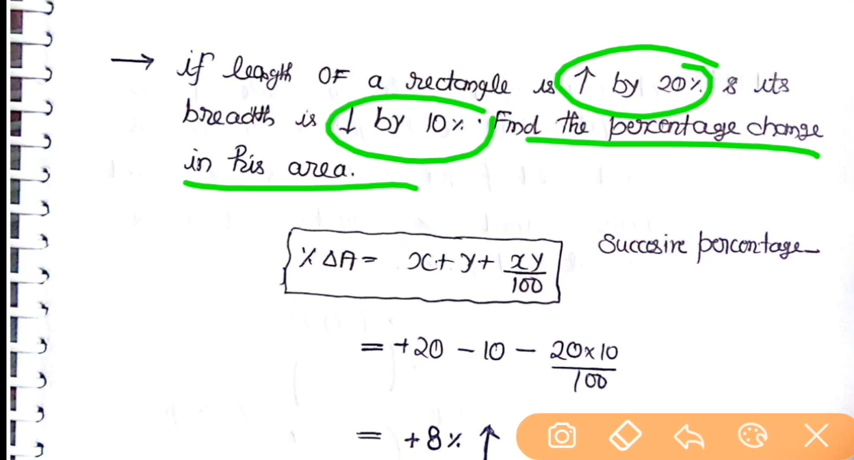 → if length OF a rectangle is ↑ by 20% & its
breadth is ↓ by 10%. Find the percentage change
in his area.
% ΔA = x + y + xy/100
Succesive percentage
= +20 - 10 - 20×10/100
= +8% ↑